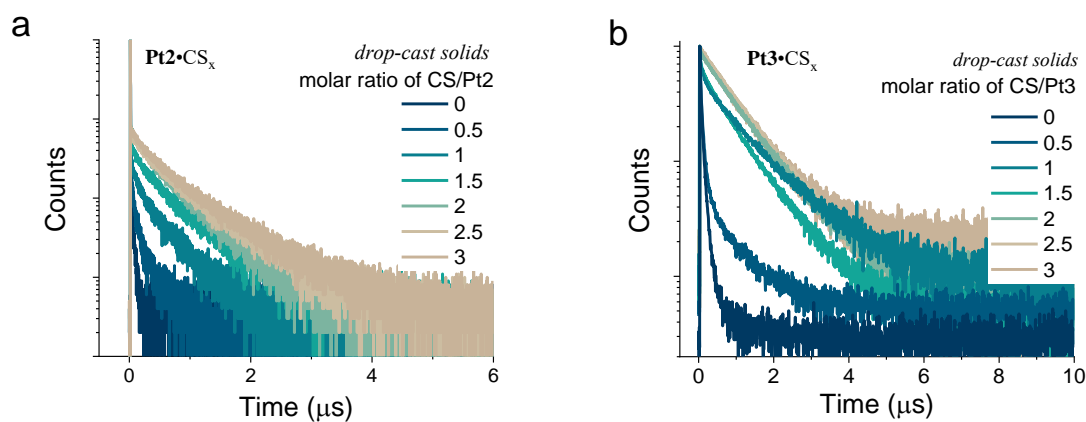 a
Pt2•CSx
drop-cast solids
molar ratio of CS/Pt2
0
0.5
1
1.5
2
2.5
3
Counts
0
2
4
6
Time (μs)
b
Pt3•CSx
drop-cast solids
molar ratio of CS/Pt3
0
0.5
1
1.5
2
2.5
3
Counts
0
2
4
6
8
10
Time (μs)